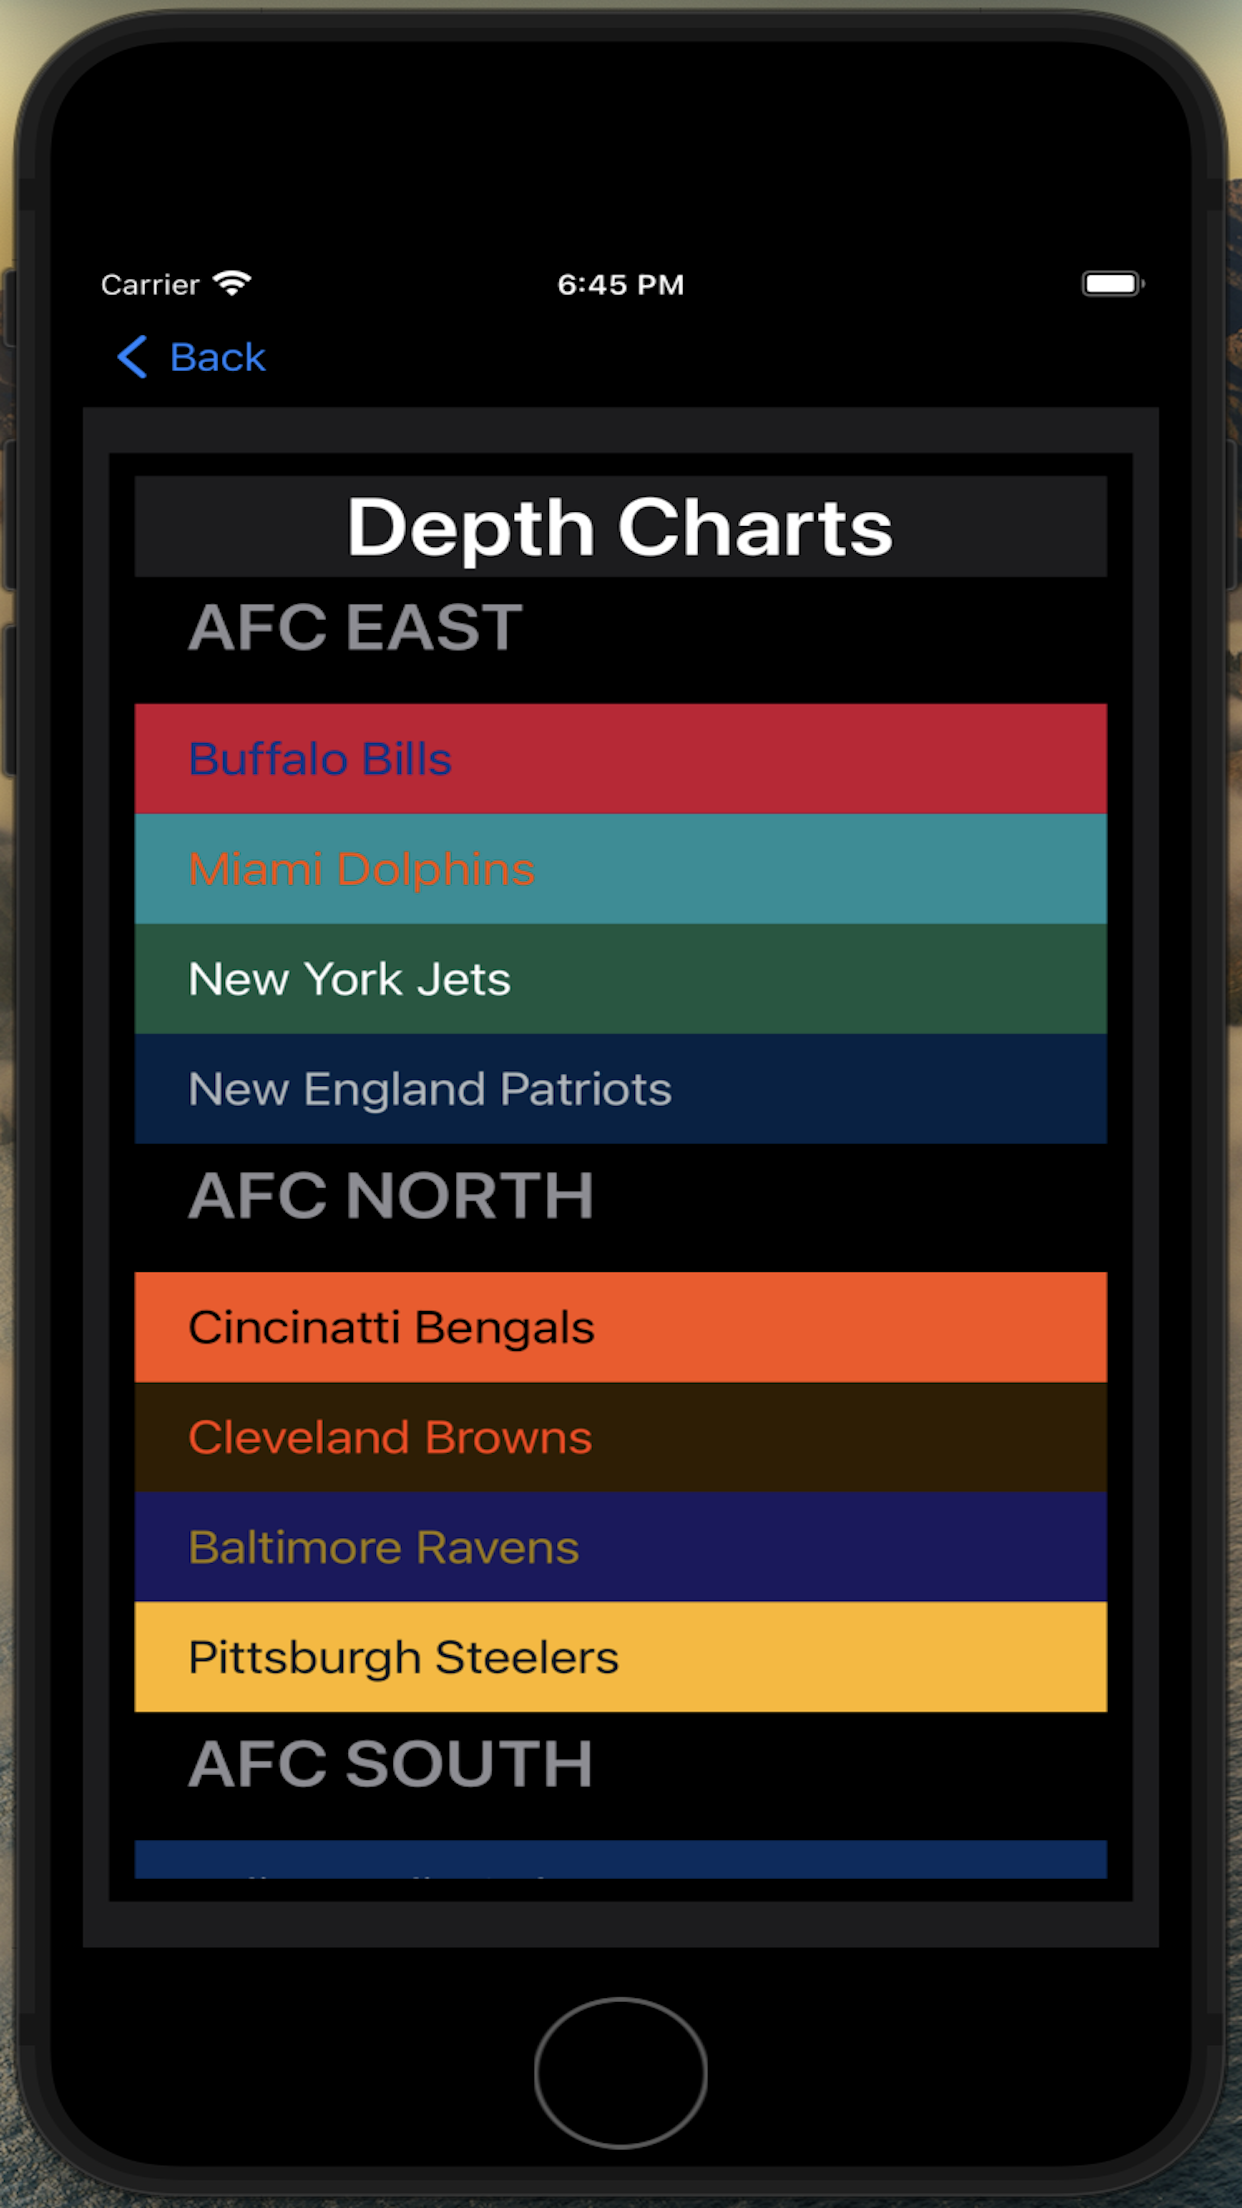 Carrier 6:45 PM
Back
Depth Charts
AFC EAST
Buffalo Bills
Miami Dolphins
New York Jets
New England Patriots
AFC NORTH
Cincinatti Bengals
Cleveland Browns
Baltimore Ravens
Pittsburgh Steelers
AFC SOUTH